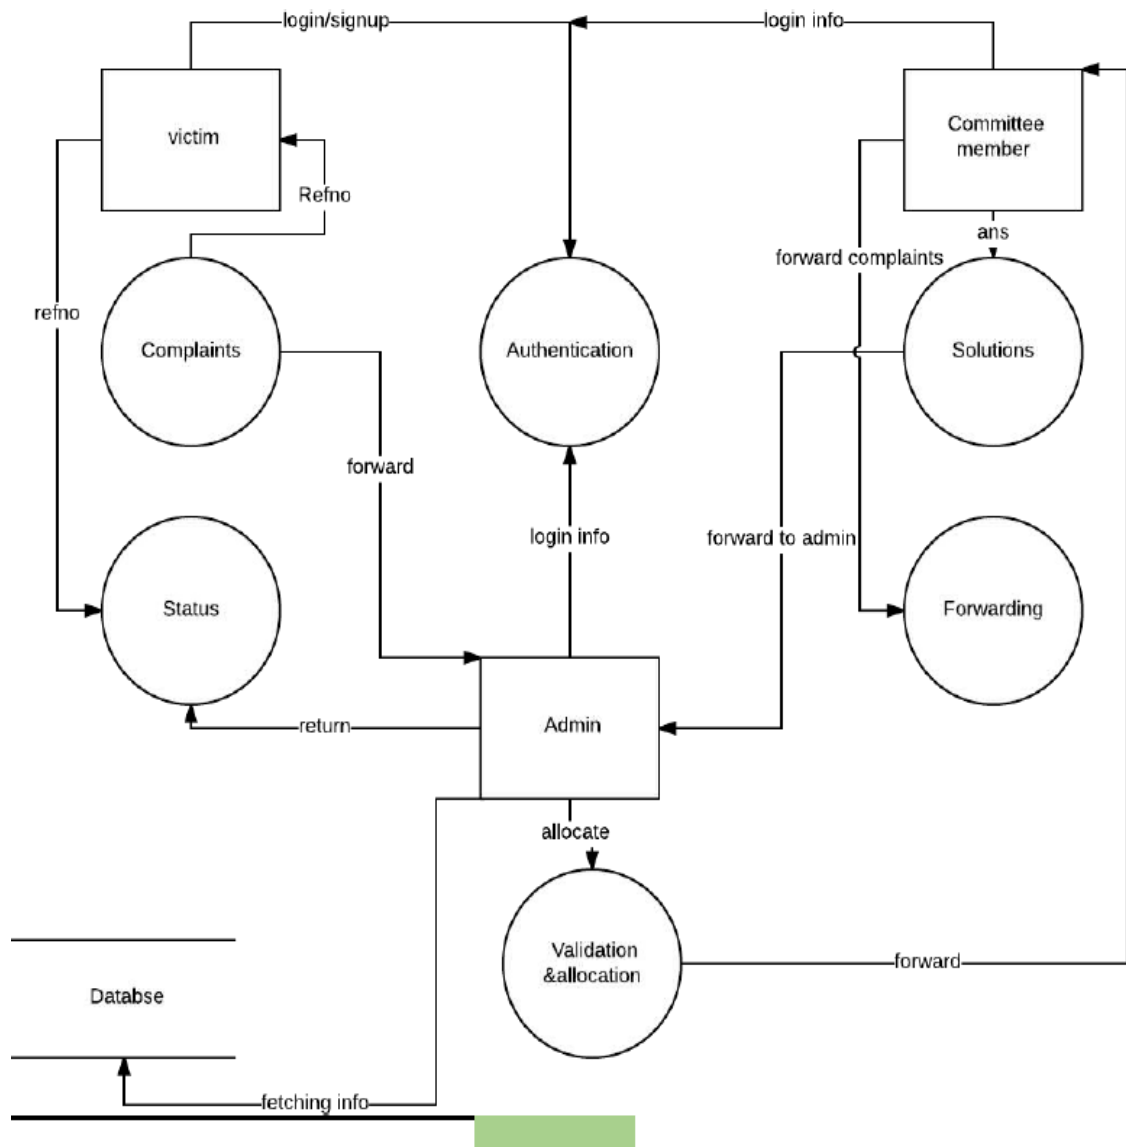 login/signup
login info
victim
Committee
member
Refno
ans
forward complaints
refno
Complaints
Authentication
Solutions
forward
login info
forward to admin
Status
Forwarding
return
Admin
allocate
Validation
&allocation
forward
Databse
fetching info